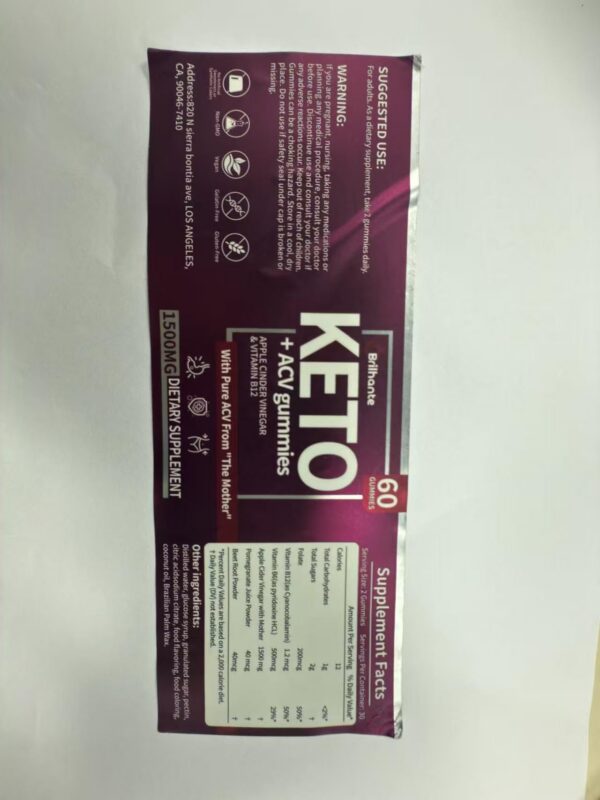 SUGGESTED USE:
For adults. As a dietary supplement, take 2 gummies daily.
WARNING:
If you are pregnant, nursing, taking any medications or
planning any medical procedure, consult your doctor
before use. Discontinue use and consult your doctor if
any adverse reactions occur. Keep out of reach of children.
Gummies can be a choking hazard. Store in a cool, dry
place. Do not use if safety seal under cap is broken or
missing.
Non-GMO
Vegan
Gelatin-Free
Gluten-Free
Address:820 N sierra bontia ave, LOS ANGELES,
CA, 90046-7410
Brilhante
60
GUMMIES
KETO
+ ACV gummies
APPLE CINDER VINEGAR
& VITAMIN B12
With Pure ACV From "The Mother"
1500MG DIETARY SUPPLEMENT
Supplement Facts
Serving Size: 2 Gummies Servings Per Container: 30
Amount Per Serving % Daily Value*
Calories 11
Total Carbohydrates 1g <2%*
Total Sugars 2g †
Folate 200mcg 50%*
Vitamin B12(as Cyanocobalamin) 1.2 mcg 50%*
Vitamin B6(as pyridoxine HCL) 500mcg 29%*
Apple Cider Vinegar with Mother 1500 mg †
Pomegranate Juice Powder 40 mcg †
Beet Root Powder 40mcg †
*Percent Daily Values are based on a 2,000 calorie diet.
† Daily Value (DV) not established.
Other ingredients:
Distilled water, glucose syrup, granulated sugar, pectin,
citric acidsodium citrate, food flavoring, food coloring,
coconut oil, Brazilian Palm Wax.